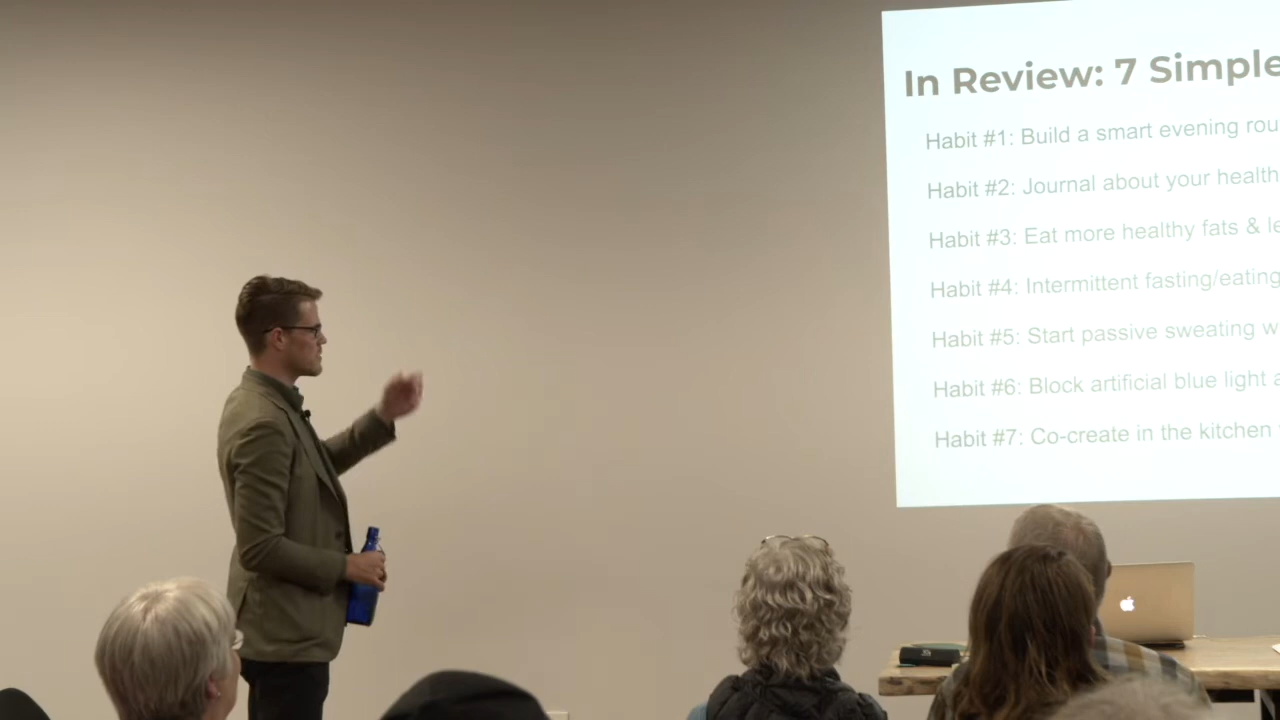 In Review: 7 Simple
Habit #1: Build a smart evening rou
Habit #2: Journal about your health
Habit #3: Eat more healthy fats & le
Habit #4: Intermittent fasting/eating
Habit #5: Start passive sweating w
Habit #6: Block artificial blue light a
Habit #7: Co-create in the kitchen